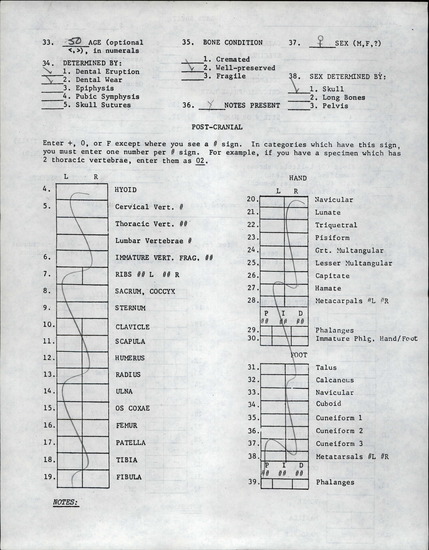 33. 50 AGE (optional <,>), in numerals
34. DETERMINED BY:
1. Dental Eruption
2. Dental Wear
3. Epiphysis
4. Pubic Symphysis
5. Skull Sutures
35. BONE CONDITION
1. Cremated
2. Well-preserved
3. Fragile
36. Y NOTES PRESENT
37. ♀ SEX (M,F,?)
38. SEX DETERMINED BY:
1. Skull
2. Long Bones
3. Pelvis
POST-CRANIAL
Enter +, 0, or F except where you see a # sign. In categories which have this sign,
you must enter one number per # sign. For example, if you have a specimen which has
2 thoracic vertebrae, enter them as 02.
L R
4. HYOID
5. Cervical Vert. #
Thoracic Vert. ##
Lumbar Vertebrae #
6. IMMATURE VERT. FRAG. ##
7. RIBS ## L ## R
8. SACRUM, COCCYX
9. STERNUM
10. CLAVICLE
11. SCAPULA
12. HUMERUS
13. RADIUS
14. ULNA
15. OS COXAE
16. FEMUR
17. PATELLA
18. TIBIA
19. FIBULA
NOTES:
HAND
L R
20. Navicular
21. Lunate
22. Triquetral
23. Pisiform
24. Grt. Multangular
25. Lesser Multangular
26. Capitate
27. Hamate
28. Metacarpals #L #R
P I D
## ## ##
29. Phalanges
30. Immature Phlg. Hand/Foot
FOOT
31. Talus
32. Calcaneus
33. Navicular
34. Cuboid
35. Cuneiform 1
36. Cuneiform 2
37. Cuneiform 3
38. Metatarsals #L #R
P I D
## ## ##
39. Phalanges